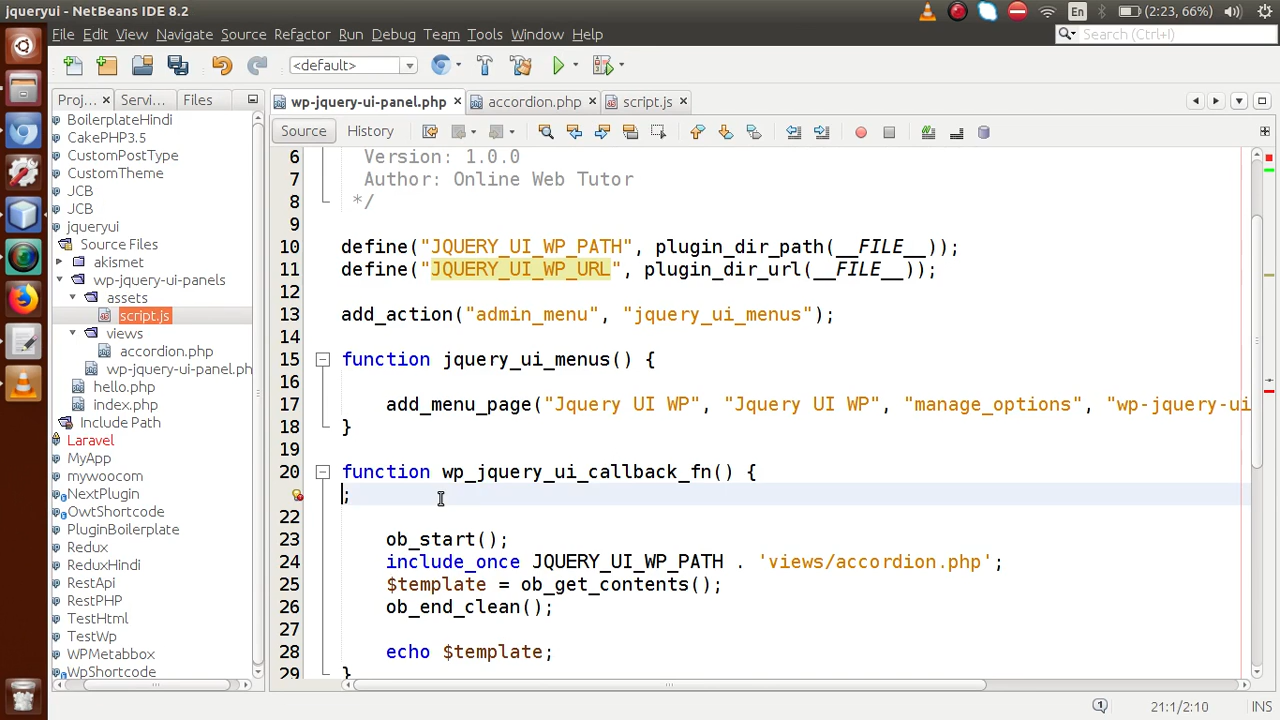 jqueryui - NetBeans IDE 8.2
En
(2:23, 66%)
File Edit View Navigate Source Refactor Run Debug Team Tools Window Help
Search (Ctrl+I)
<default>
Proj...
Servi...
Files
wp-jquery-ui-panel.php
accordion.php
script.js
Source
History
BoilerplateHindi
CakePHP3.5
CustomPostType
CustomTheme
JCB
JCB
jqueryui
Source Files
akismet
wp-jquery-ui-panels
assets
script.js
views
accordion.php
wp-jquery-ui-panel.ph
hello.php
index.php
Include Path
Laravel
MyApp
mywoocom
NextPlugin
OwtShortcode
PluginBoilerplate
Redux
ReduxHindi
RestApi
RestPHP
TestHtml
TestWp
WPMetabbox
WpShortcode
6 Version: 1.0.0
7 Author: Online Web Tutor
8 */
9
10 define("JQUERY_UI_WP_PATH", plugin_dir_path(__FILE__));
11 define("JQUERY_UI_WP_URL", plugin_dir_url(__FILE__));
12
13 add_action("admin_menu", "jquery_ui_menus");
14
15 function jquery_ui_menus() {
16
17 add_menu_page("Jquery UI WP", "Jquery UI WP", "manage_options", "wp-jquery-ui
18 }
19
20 function wp_jquery_ui_callback_fn() {
;
22
23 ob_start();
24 include_once JQUERY_UI_WP_PATH . 'views/accordion.php';
25 $template = ob_get_contents();
26 ob_end_clean();
27
28 echo $template;
29 }
1
21:1/2:10
INS